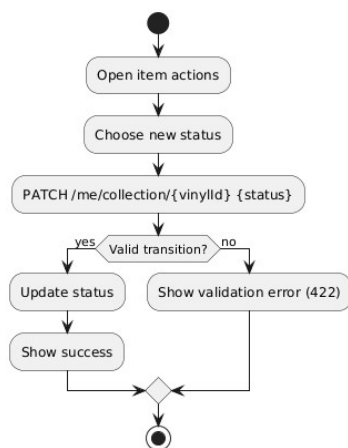 Open item actions
Choose new status
PATCH /me/collection/{vinylId} {status}
yes
Valid transition?
no
Update status
Show validation error (422)
Show success